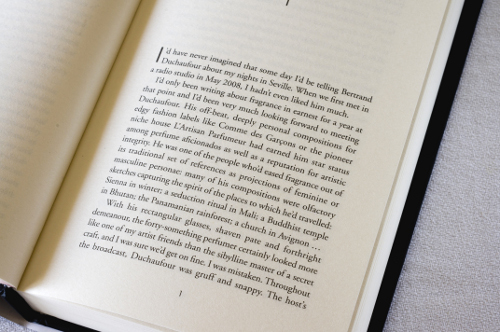 I'd have never imagined that some day I'd be telling Bertrand
Duchaufour about my nights in Seville. When we first met in
a radio studio in May 2008, I hadn't even liked him much.
I'd only been writing about fragrance in earnest for a year at
that point and I'd been very much looking forward to meeting
Duchaufour. His off-beat, deeply personal compositions for
edgy fashion labels like Comme des Garçons or the pioneer
niche house L'Artisan Parfumeur had earned him star status
among perfume aficionados as well as a reputation for artistic
integrity. He was one of the people who'd eased fragrance out of
its traditional set of references as projections of feminine or
masculine personae: many of his compositions were olfactory
sketches capturing the spirit of the places to which he'd travelled:
Sienna in winter; a seduction ritual in Mali; a Buddhist temple
in Bhutan; the Panamanian rainforest; a church in Avignon ...
With his rectangular glasses, shaven pate and forthright
demeanour, the forty-something perfumer certainly looked more
like one of my artist friends than the sibylline master of a secret
craft, and I was sure we'd get on fine. I was mistaken. Throughout
the broadcast, Duchaufour was gruff and snappy. The host's
1